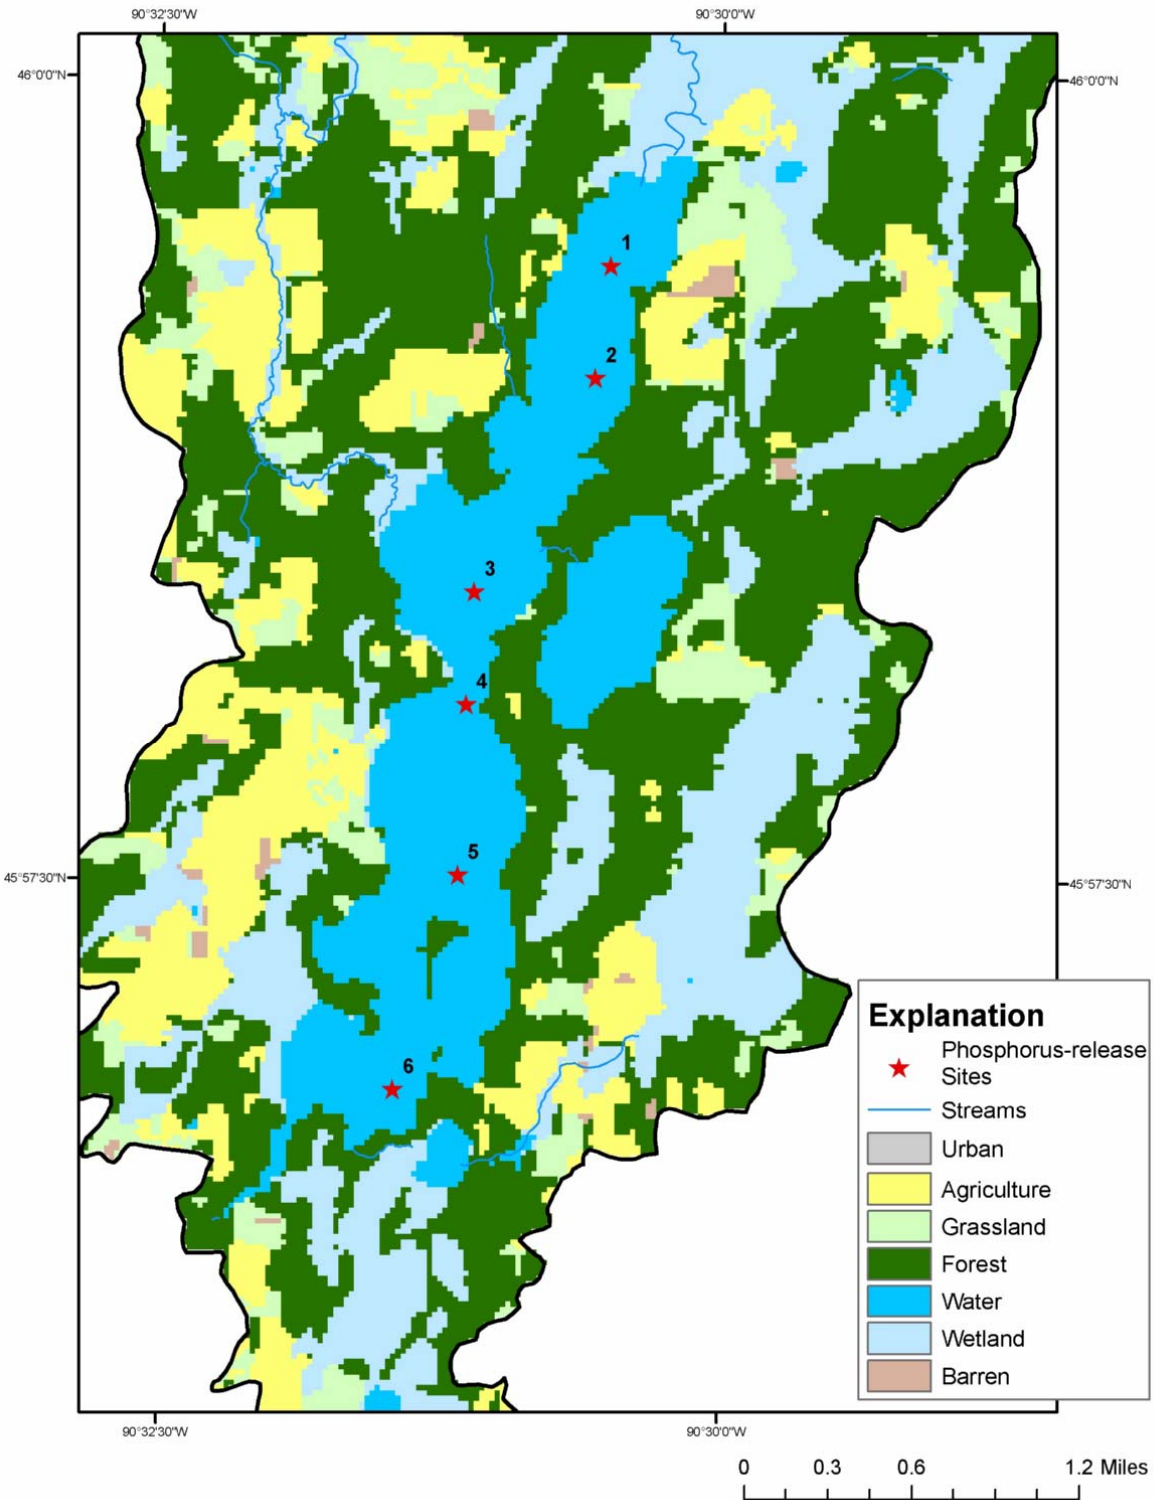 90°32'30"W 90°30'0"W
46°0'0"N 46°0'0"N
1
2
3
4
5
45°57'30"N 45°57'30"N
6
Explanation
Phosphorus-release
Sites
Streams
Urban
Agriculture
Grassland
Forest
Water
Wetland
Barren
90°32'30"W 90°30'0"W
0 0.3 0.6 1.2 Miles